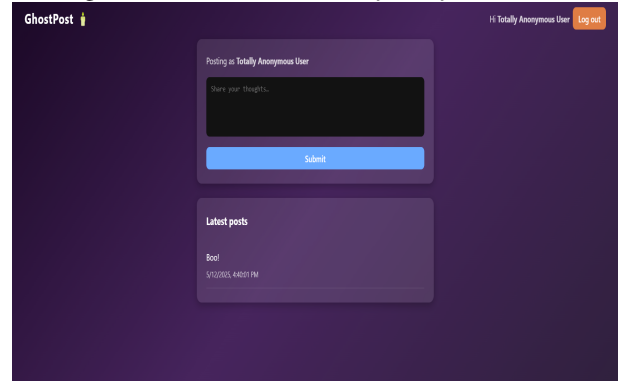 GhostPost
Hi Totally Anonymous User Log out
Posting as Totally Anonymous User
Share your thoughts…
Submit
Latest posts
Boo!
5/12/2025, 4:40:01 PM